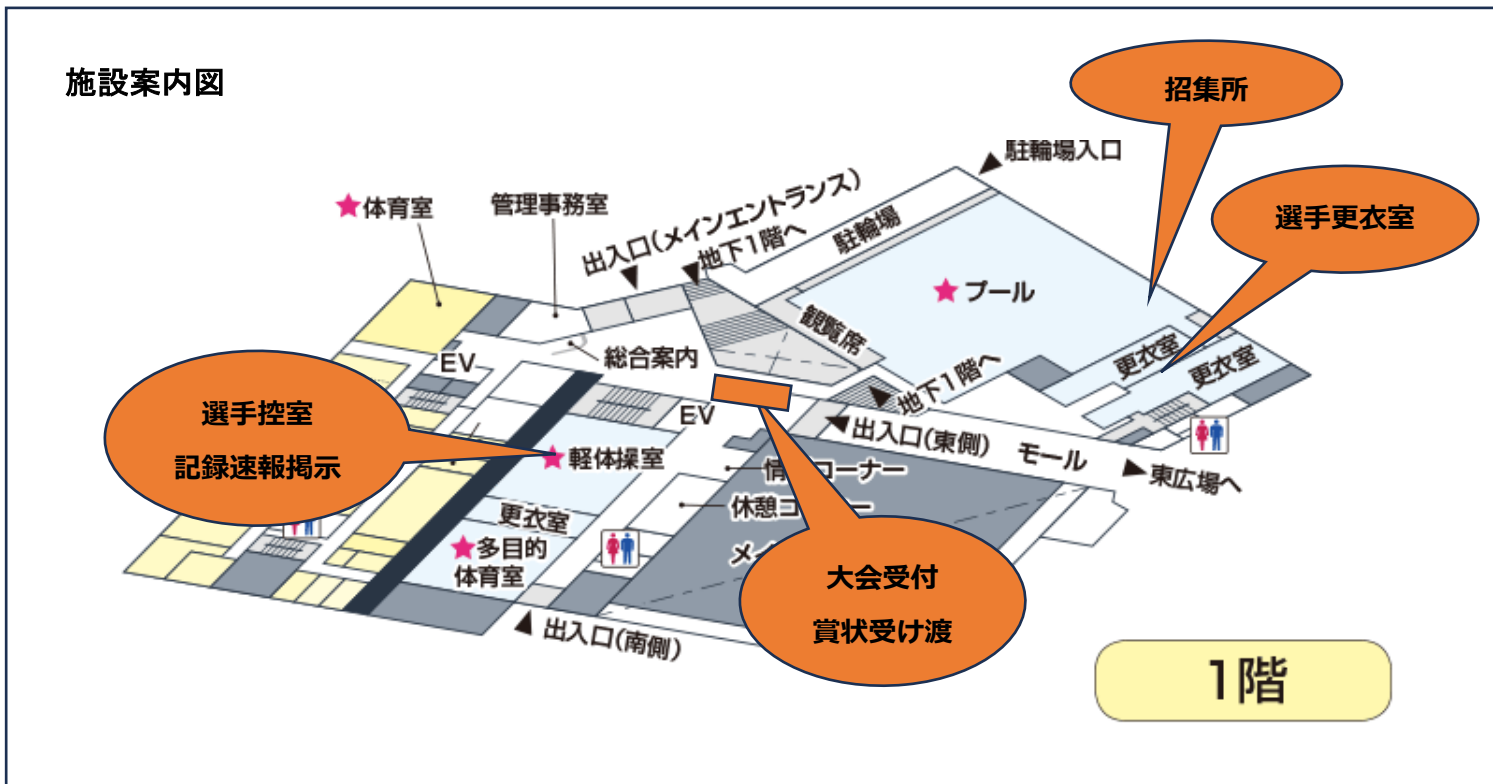 施設案内図
招集所
駐輪場入口
選手更衣室
★体育室
管理事務室
出入口(メインエントランス)
地下1階へ
駐輪場
★プール
観覧席
総合案内
EV
更衣室
更衣室
地下1階へ
選手控室
記録速報掲示
EV
出入口(東側)
モール
東広場へ
★軽体操室
コーナー
休憩コ
更衣室
★多目的
体育室
大会受付
賞状受け渡
出入口(南側)
1階